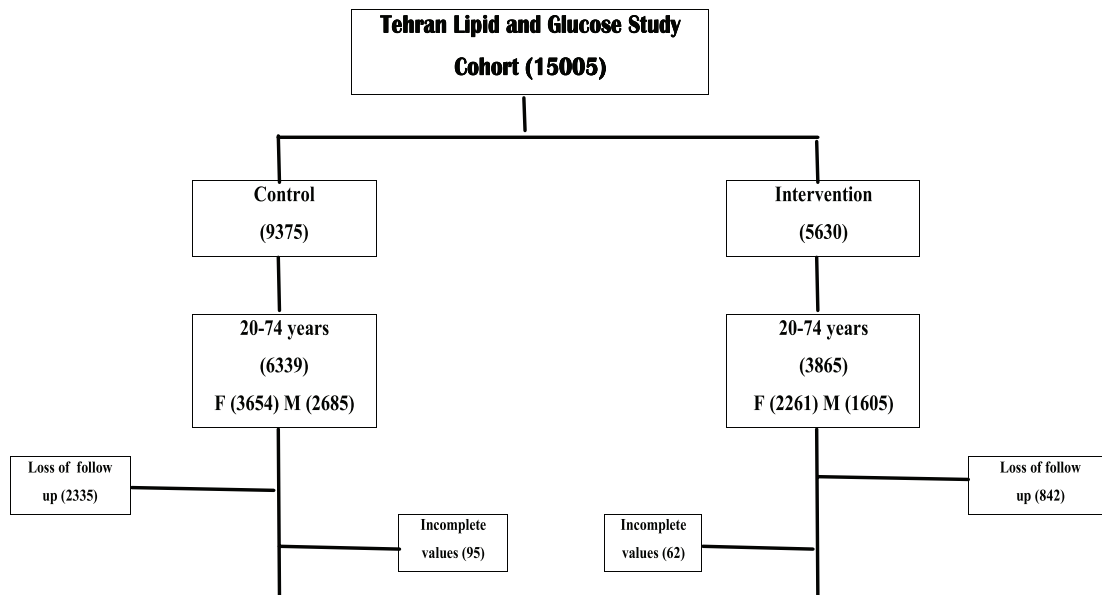 Tehran Lipid and Glucose Study
Cohort (15005)
Control
(9375)
Intervention
(5630)
20-74 years
(6339)
F (3654) M (2685)
20-74 years
(3865)
F (2261) M (1605)
Loss of follow
up (2335)
Loss of follow
up (842)
Incomplete
values (95)
Incomplete
values (62)